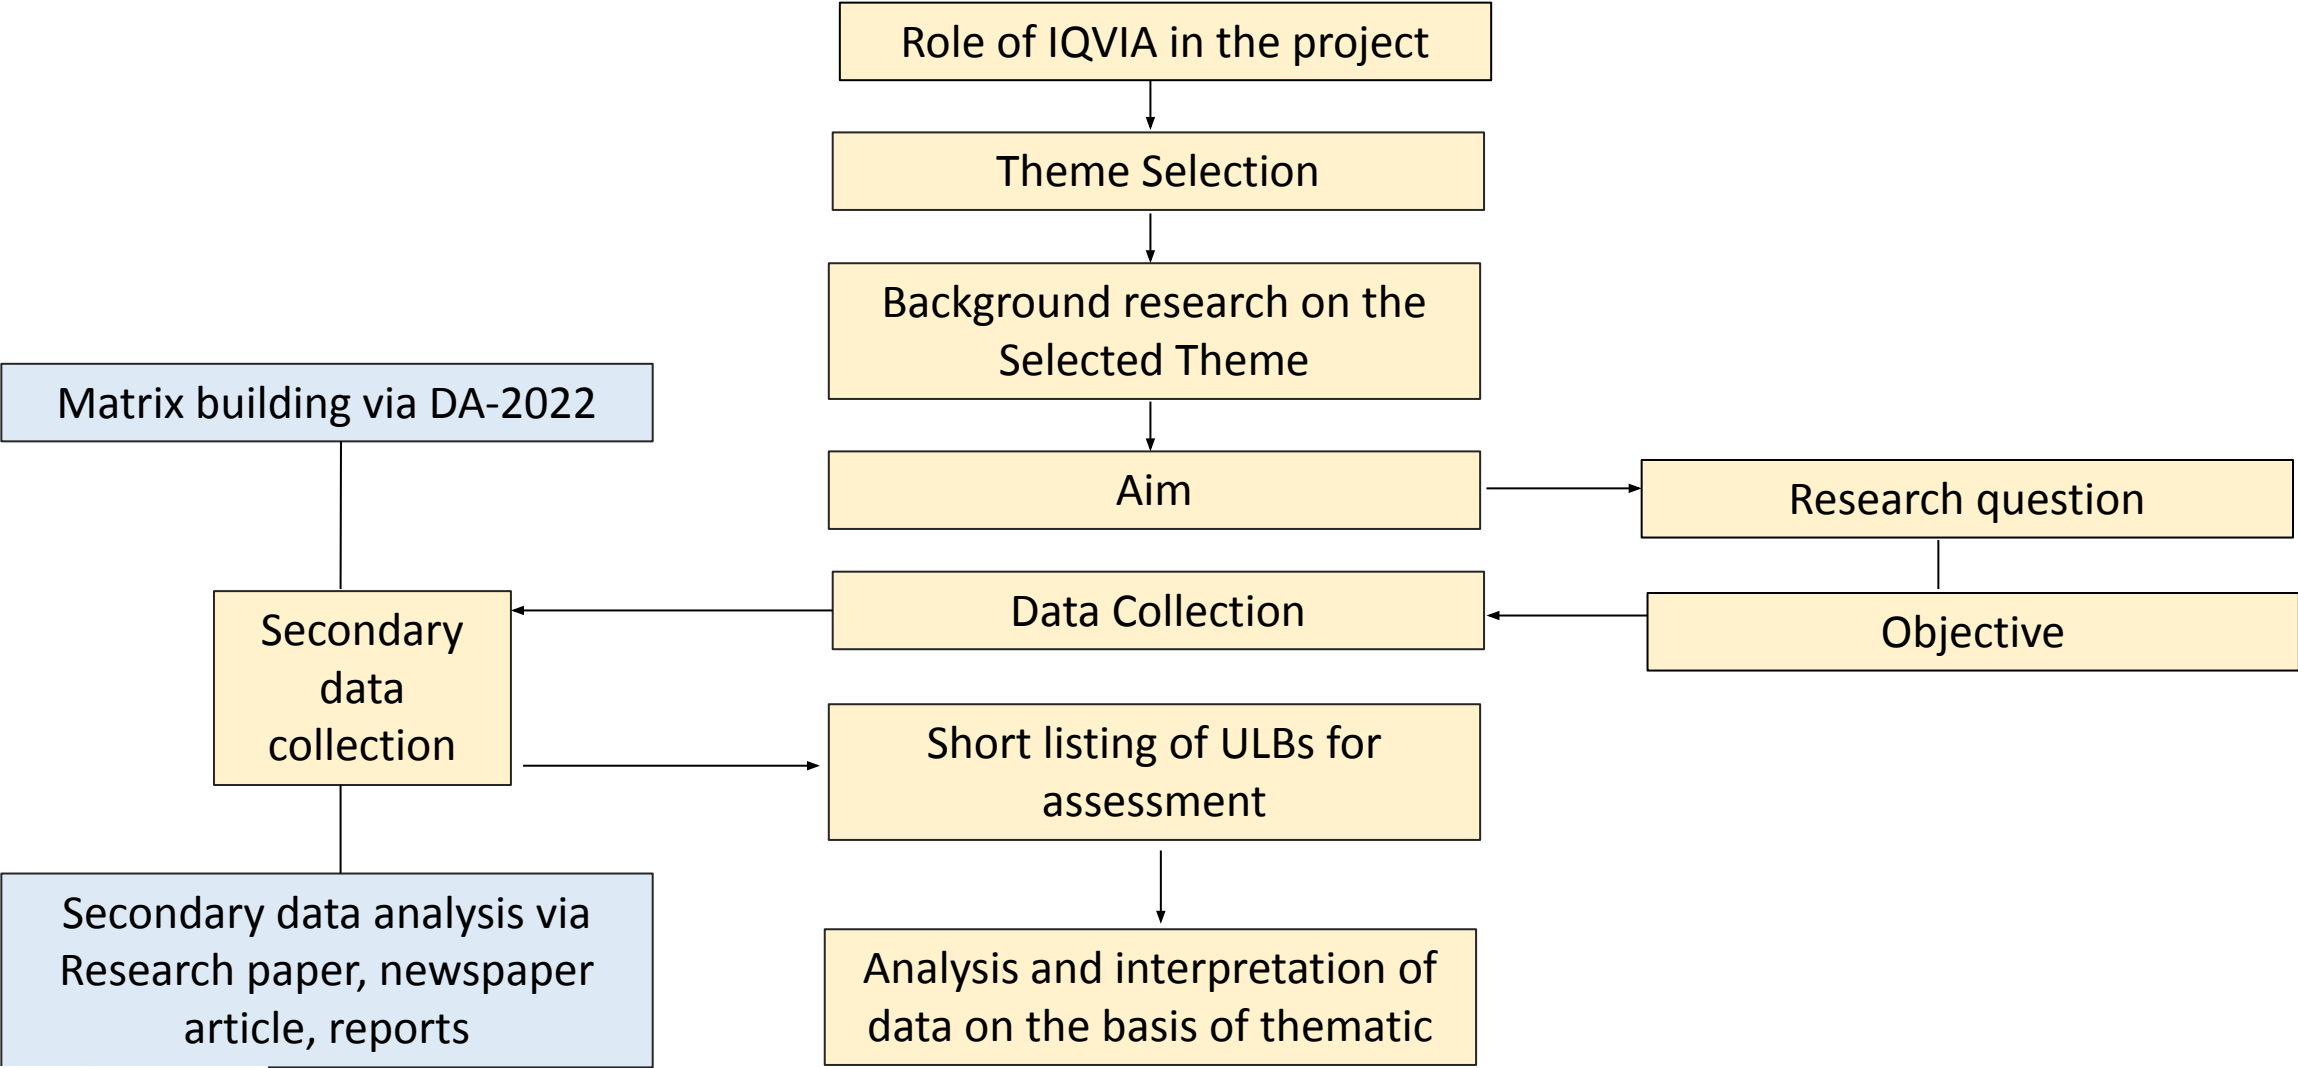 Role of IQVIA in the project
Theme Selection
Background research on the
Selected Theme
Matrix building via DA-2022
Aim
Research question
Data Collection
Objective
Secondary
data
collection
Short listing of ULBs for
assessment
Secondary data analysis via
Research paper, newspaper
article, reports
Analysis and interpretation of
data on the basis of thematic